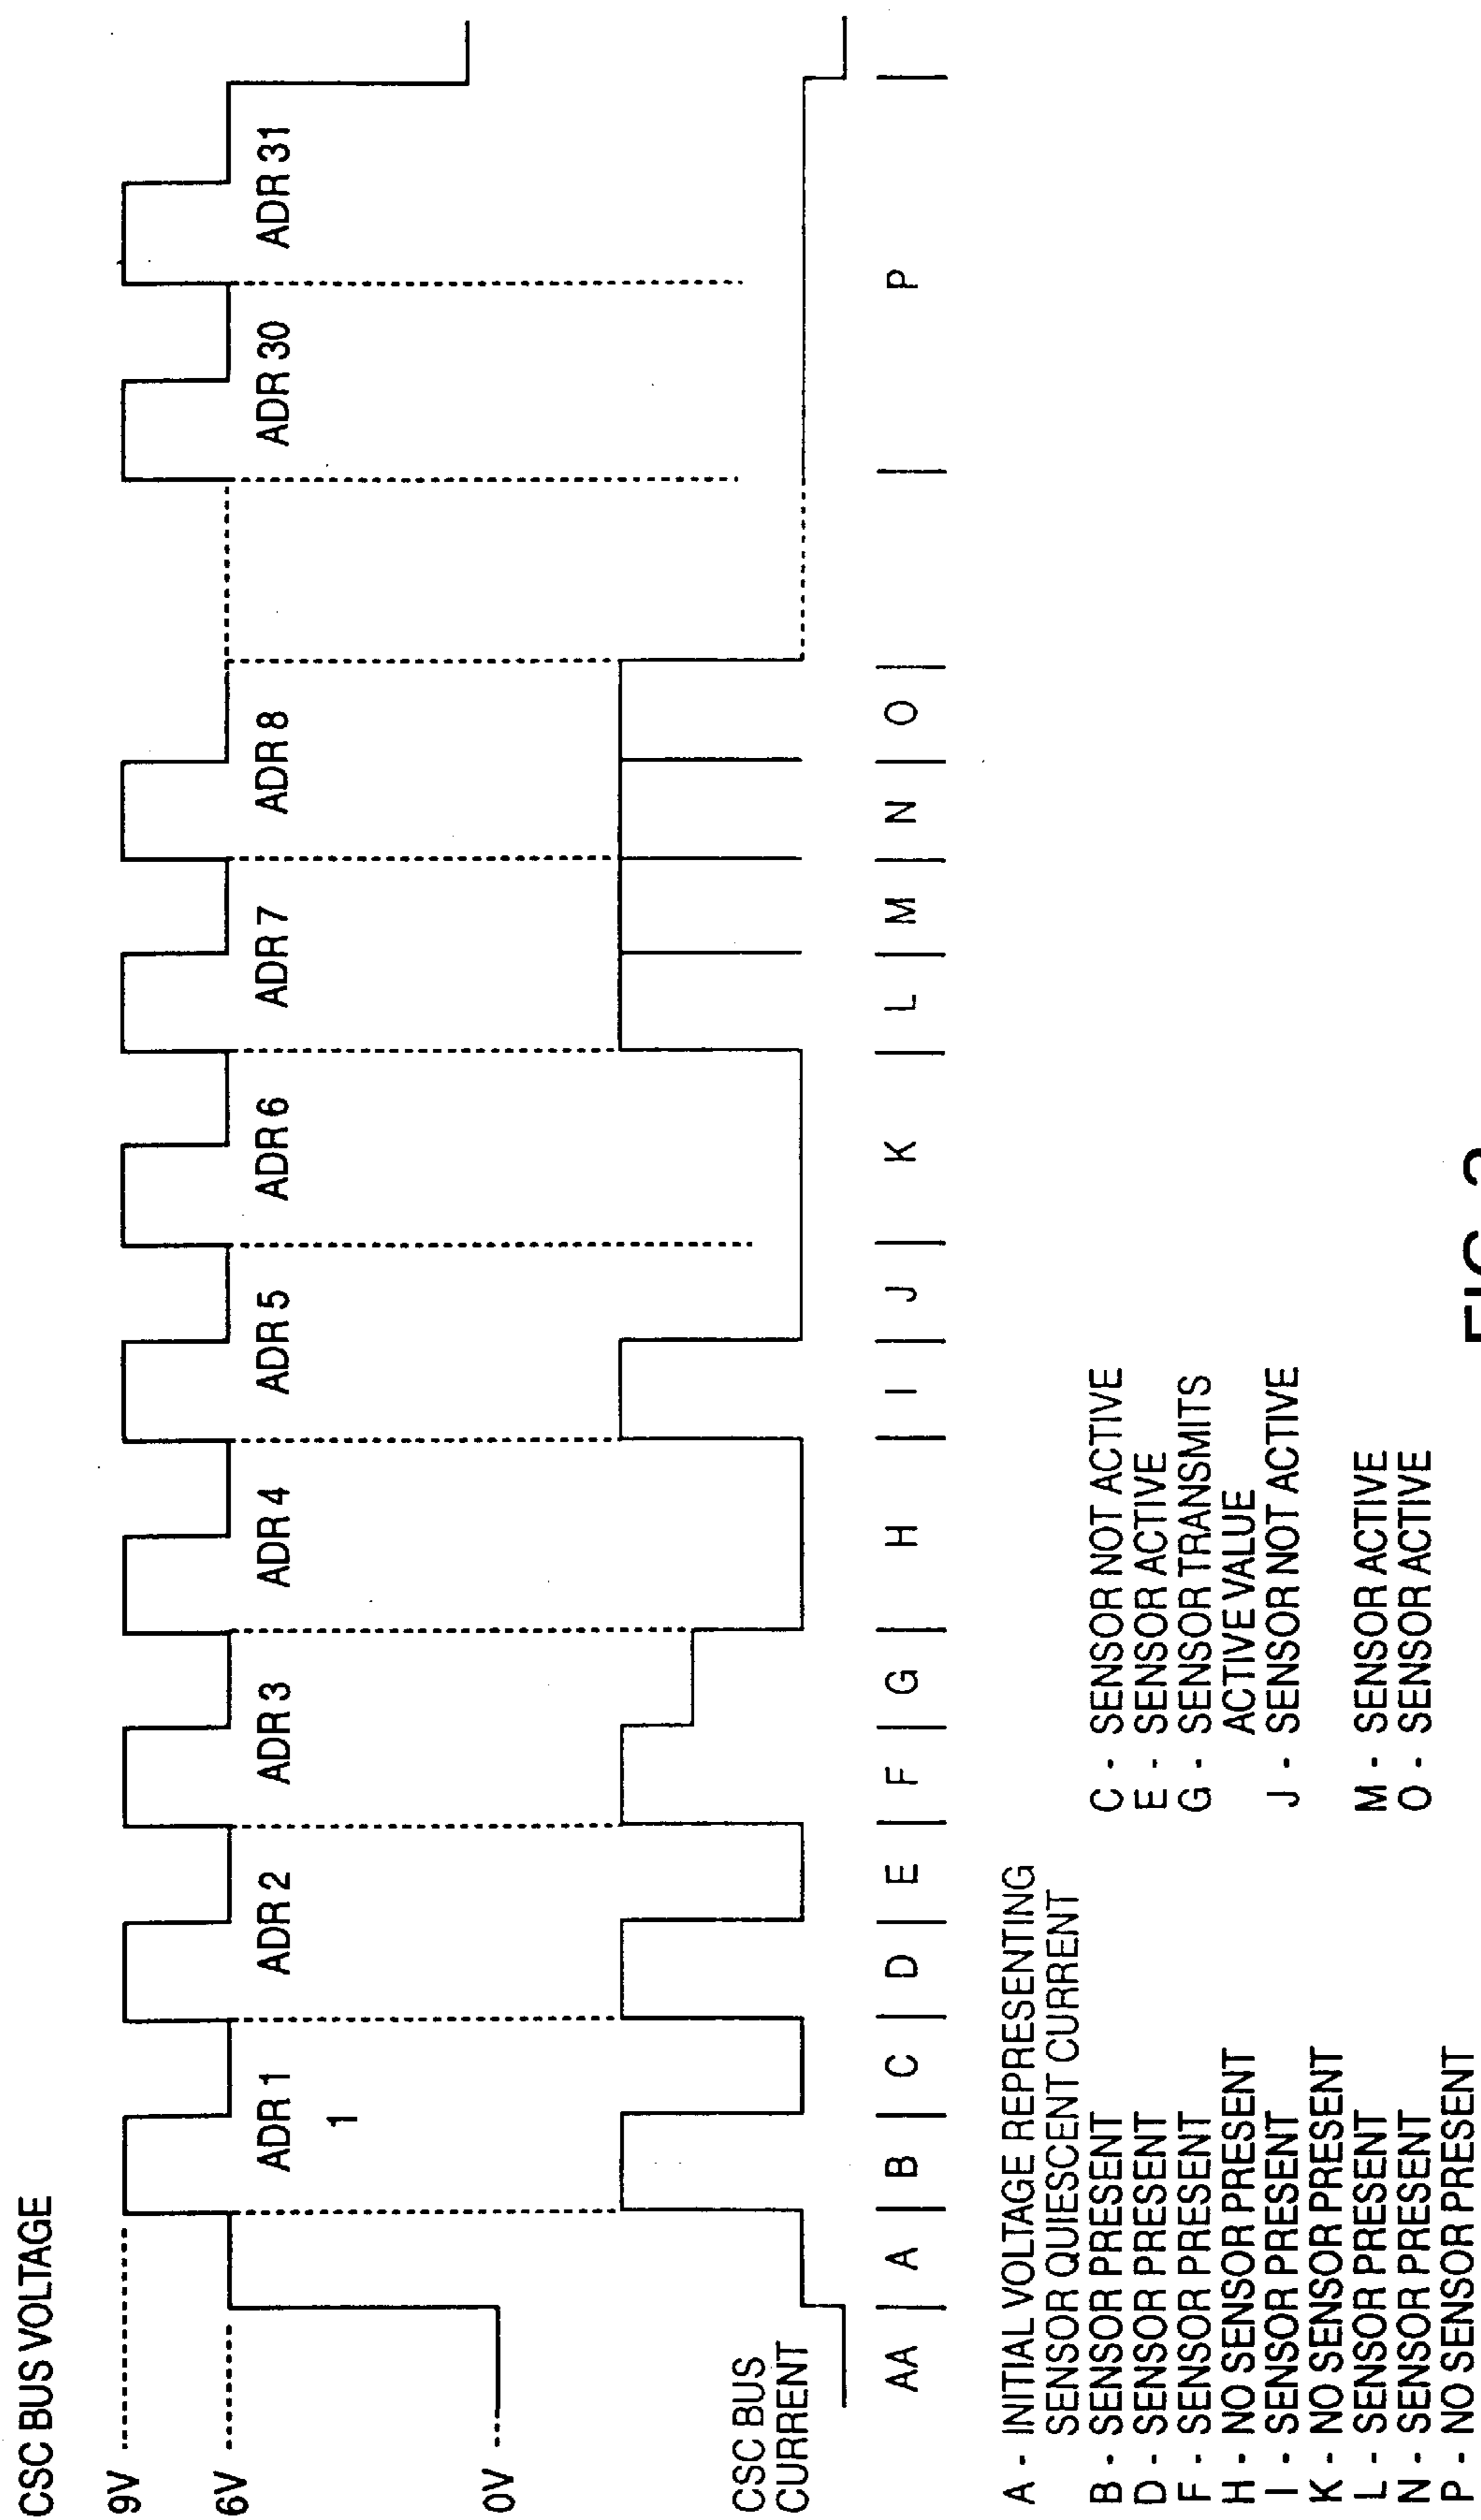 CSC BUS VOLTAGE
9V
6V
0V
ADR 1
ADR 2
ADR 3
ADR 4
ADR 5
ADR 6
ADR 7
ADR 8
ADR 30
ADR 31
1
CSC BUS
CURRENT
AA A B C D E F G H I J K L M N O P
A - INITIAL VOLTAGE REPRESENTING
SENSOR QUIESCENT CURRENT
B - SENSOR PRESENT C - SENSOR NOT ACTIVE
D - SENSOR PRESENT E - SENSOR ACTIVE
F - SENSOR PRESENT G - SENSOR TRANSMITS
H - NO SENSOR PRESENT ACTIVE VALUE
I - SENSOR PRESENT J - SENSOR NOT ACTIVE
K - NO SENSOR PRESENT
L - SENSOR PRESENT M - SENSOR ACTIVE
N - SENSOR PRESENT O - SENSOR ACTIVE
P - NO SENSOR PRESENT